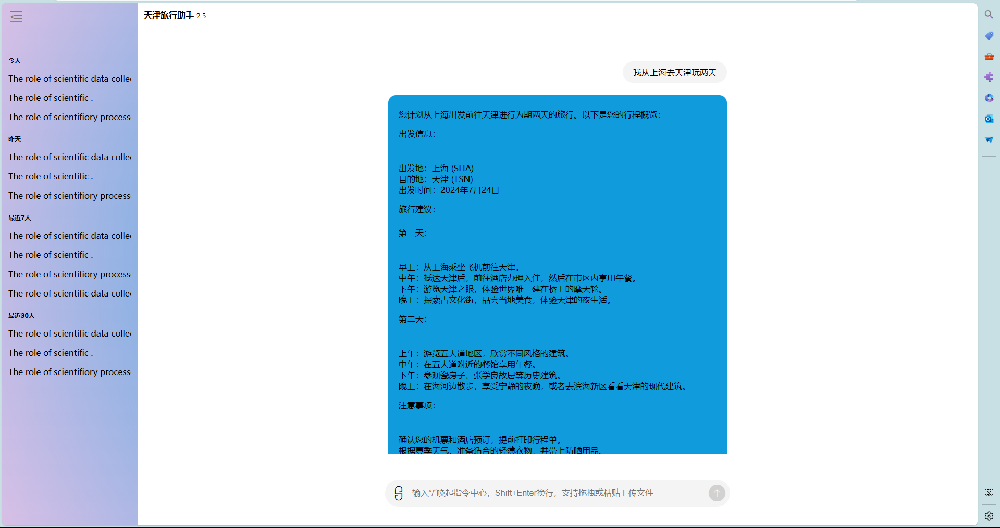 天津旅行助手 2.5
今天
The role of scientific data collec
The role of scientific .
The role of scientifiory process
昨天
The role of scientific data collec
The role of scientific .
The role of scientifiory process
最近7天
The role of scientific data collec
The role of scientific .
The role of scientifiory process
The role of scientific data collec
最近30天
The role of scientific data collec
The role of scientific .
The role of scientifiory process
我从上海去天津玩两天
您计划从上海出发前往天津进行为期两天的旅行。以下是您的行程概览：
出发信息：
出发地：上海 (SHA)
目的地：天津 (TSN)
出发时间：2024年7月24日
旅行建议：
第一天：
早上：从上海乘坐飞机前往天津。
中午：抵达天津后，前往酒店办理入住，然后在市区内享用午餐。
下午：游览天津之眼，体验世界唯一建在桥上的摩天轮。
晚上：探索古文化街，品尝当地美食，体验天津的夜生活。
第二天：
上午：游览五大道地区，欣赏不同风格的建筑。
中午：在五大道附近的餐馆享用午餐。
下午：参观瓷房子、张学良故居等历史建筑。
晚上：在海河边散步，享受宁静的夜晚，或者去滨海新区看看天津的现代建筑。
注意事项：
确认您的机票和酒店预订，提前打印行程单。
根据夏季天气，准备适合的轻薄衣物，并带上防晒用品。
输入”/“唤起指令中心，Shift+Enter换行，支持拖拽或粘贴上传文件